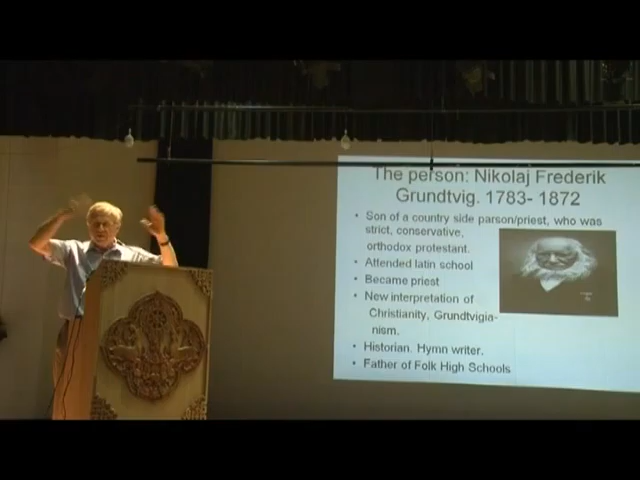 The person: Nikolaj Frederik
Grundtvig. 1783- 1872
• Son of a country side parson/priest, who was
strict, conservative,
orthodox protestant.
• Attended latin school
• Became priest
• New interpretation of
Christianity, Grundtvigia-
nism.
• Historian. Hymn writer.
• Father of Folk High Schools